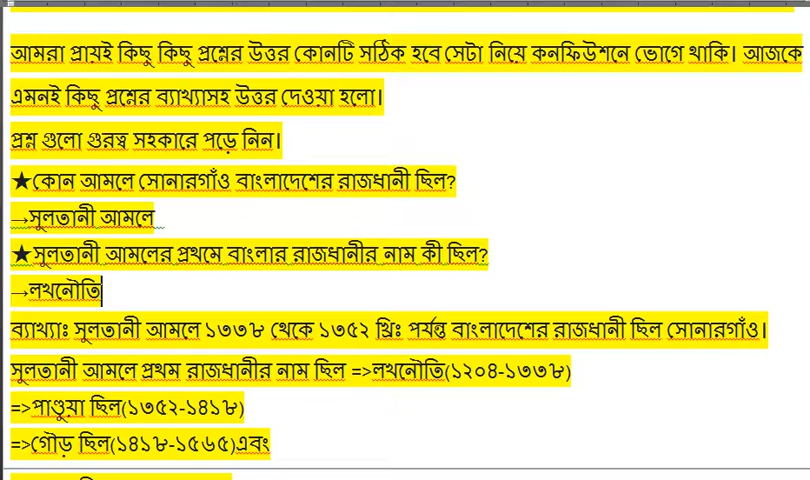 আমরা প্রায়ই কিছু কিছু প্রশ্নের উত্তর কোনটি সঠিক হবে সেটা নিয়ে কনফিউশনে ভোগে থাকি। আজকে
এমনই কিছু প্রশ্নের ব্যাখ্যাসহ উত্তর দেওয়া হলো।
প্রশ্ন গুলো গুরত্ব সহকারে পড়ে নিন।
★কোন আমলে সোনারগাঁও বাংলাদেশের রাজধানী ছিল?
→সুলতানী আমলে
★সুলতানী আমলের প্রথমে বাংলার রাজধানীর নাম কী ছিল?
→লখনৌতি
ব্যাখ্যাঃ সুলতানী আমলে ১৩৩৮ থেকে ১৩৫২ খ্রিঃ পর্যন্ত বাংলাদেশের রাজধানী ছিল সোনারগাঁও।
সুলতানী আমলে প্রথম রাজধানীর নাম ছিল =>লখনৌতি(১২০৪-১৩৩৮)
=>পাণ্ডুয়া ছিল(১৩৫২-১৪১৮)
=>গৌড় ছিল(১৪১৮-১৫৬৫)এবং